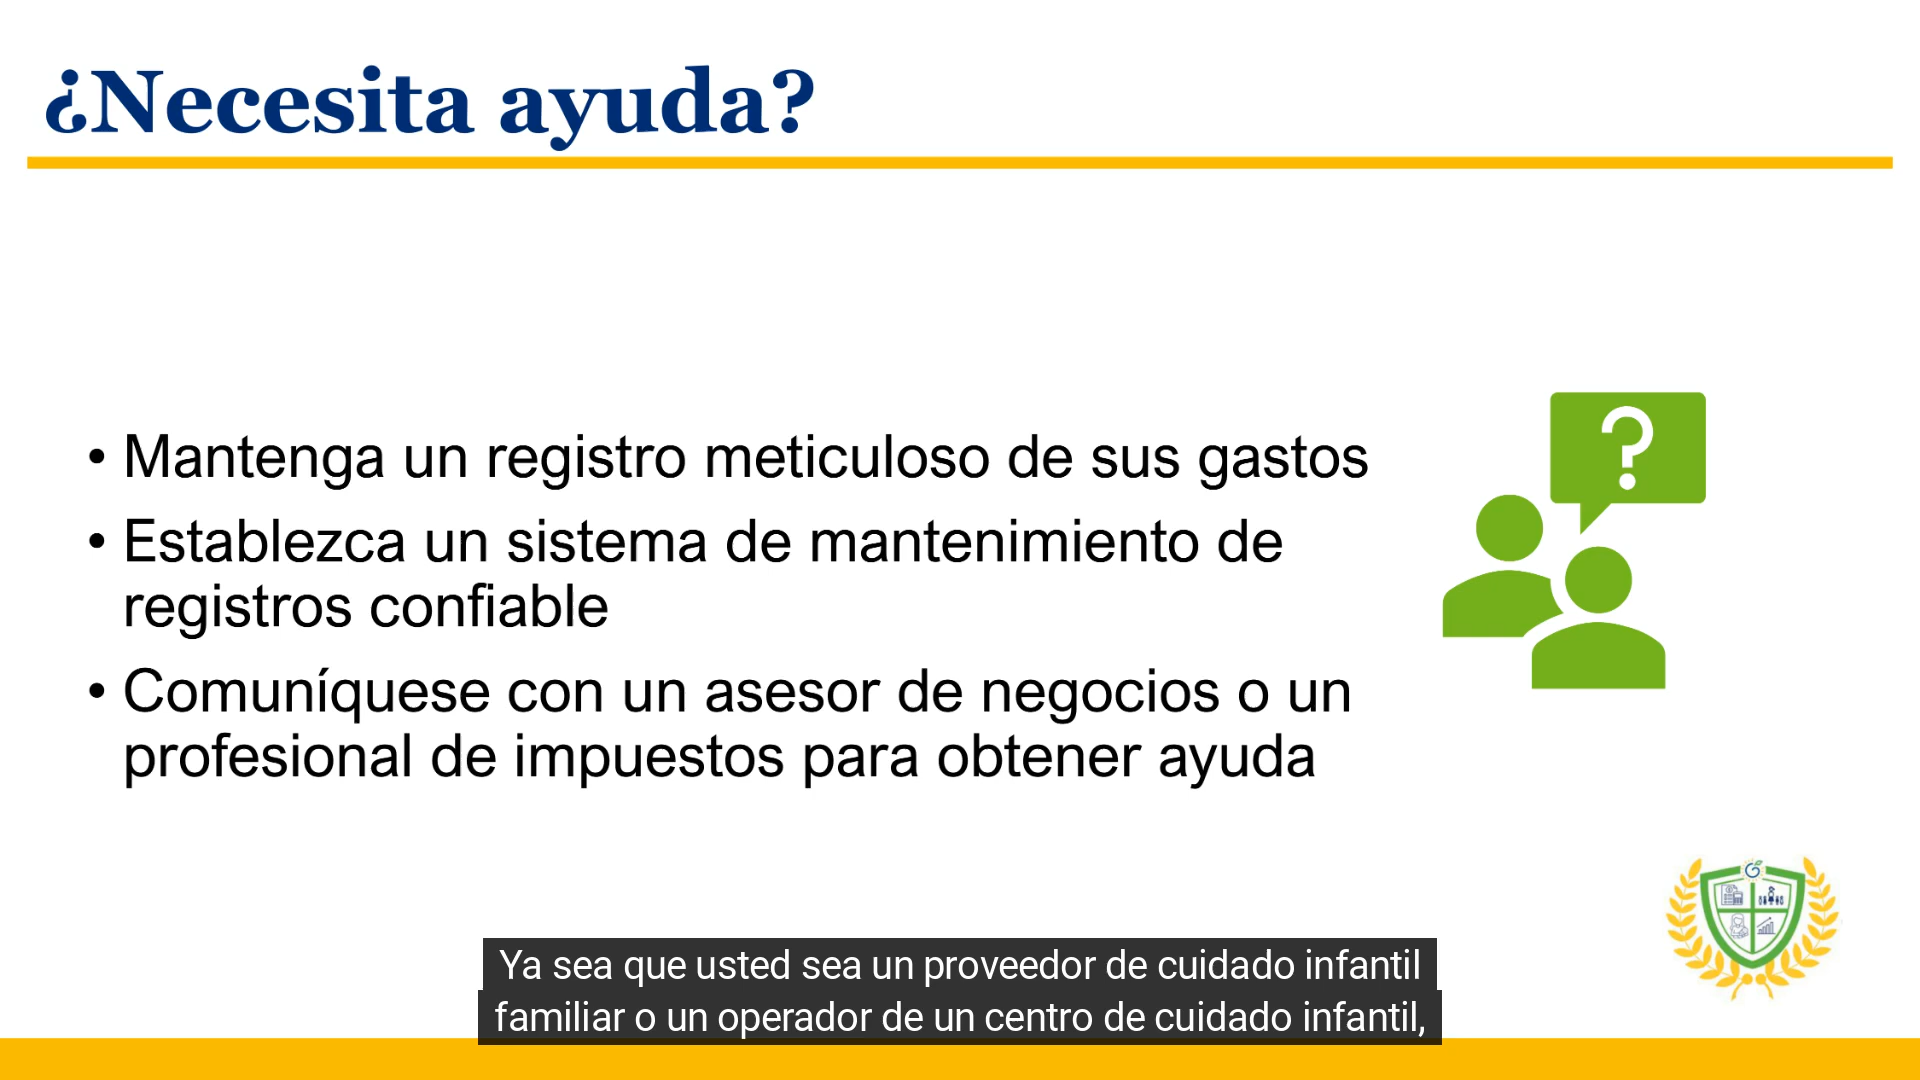 ¿Necesita ayuda?
• Mantenga un registro meticuloso de sus gastos
• Establezca un sistema de mantenimiento de
registros confiable
• Comuníquese con un asesor de negocios o un
profesional de impuestos para obtener ayuda
?
Ya sea que usted sea un proveedor de cuidado infantil
familiar o un operador de un centro de cuidado infantil,